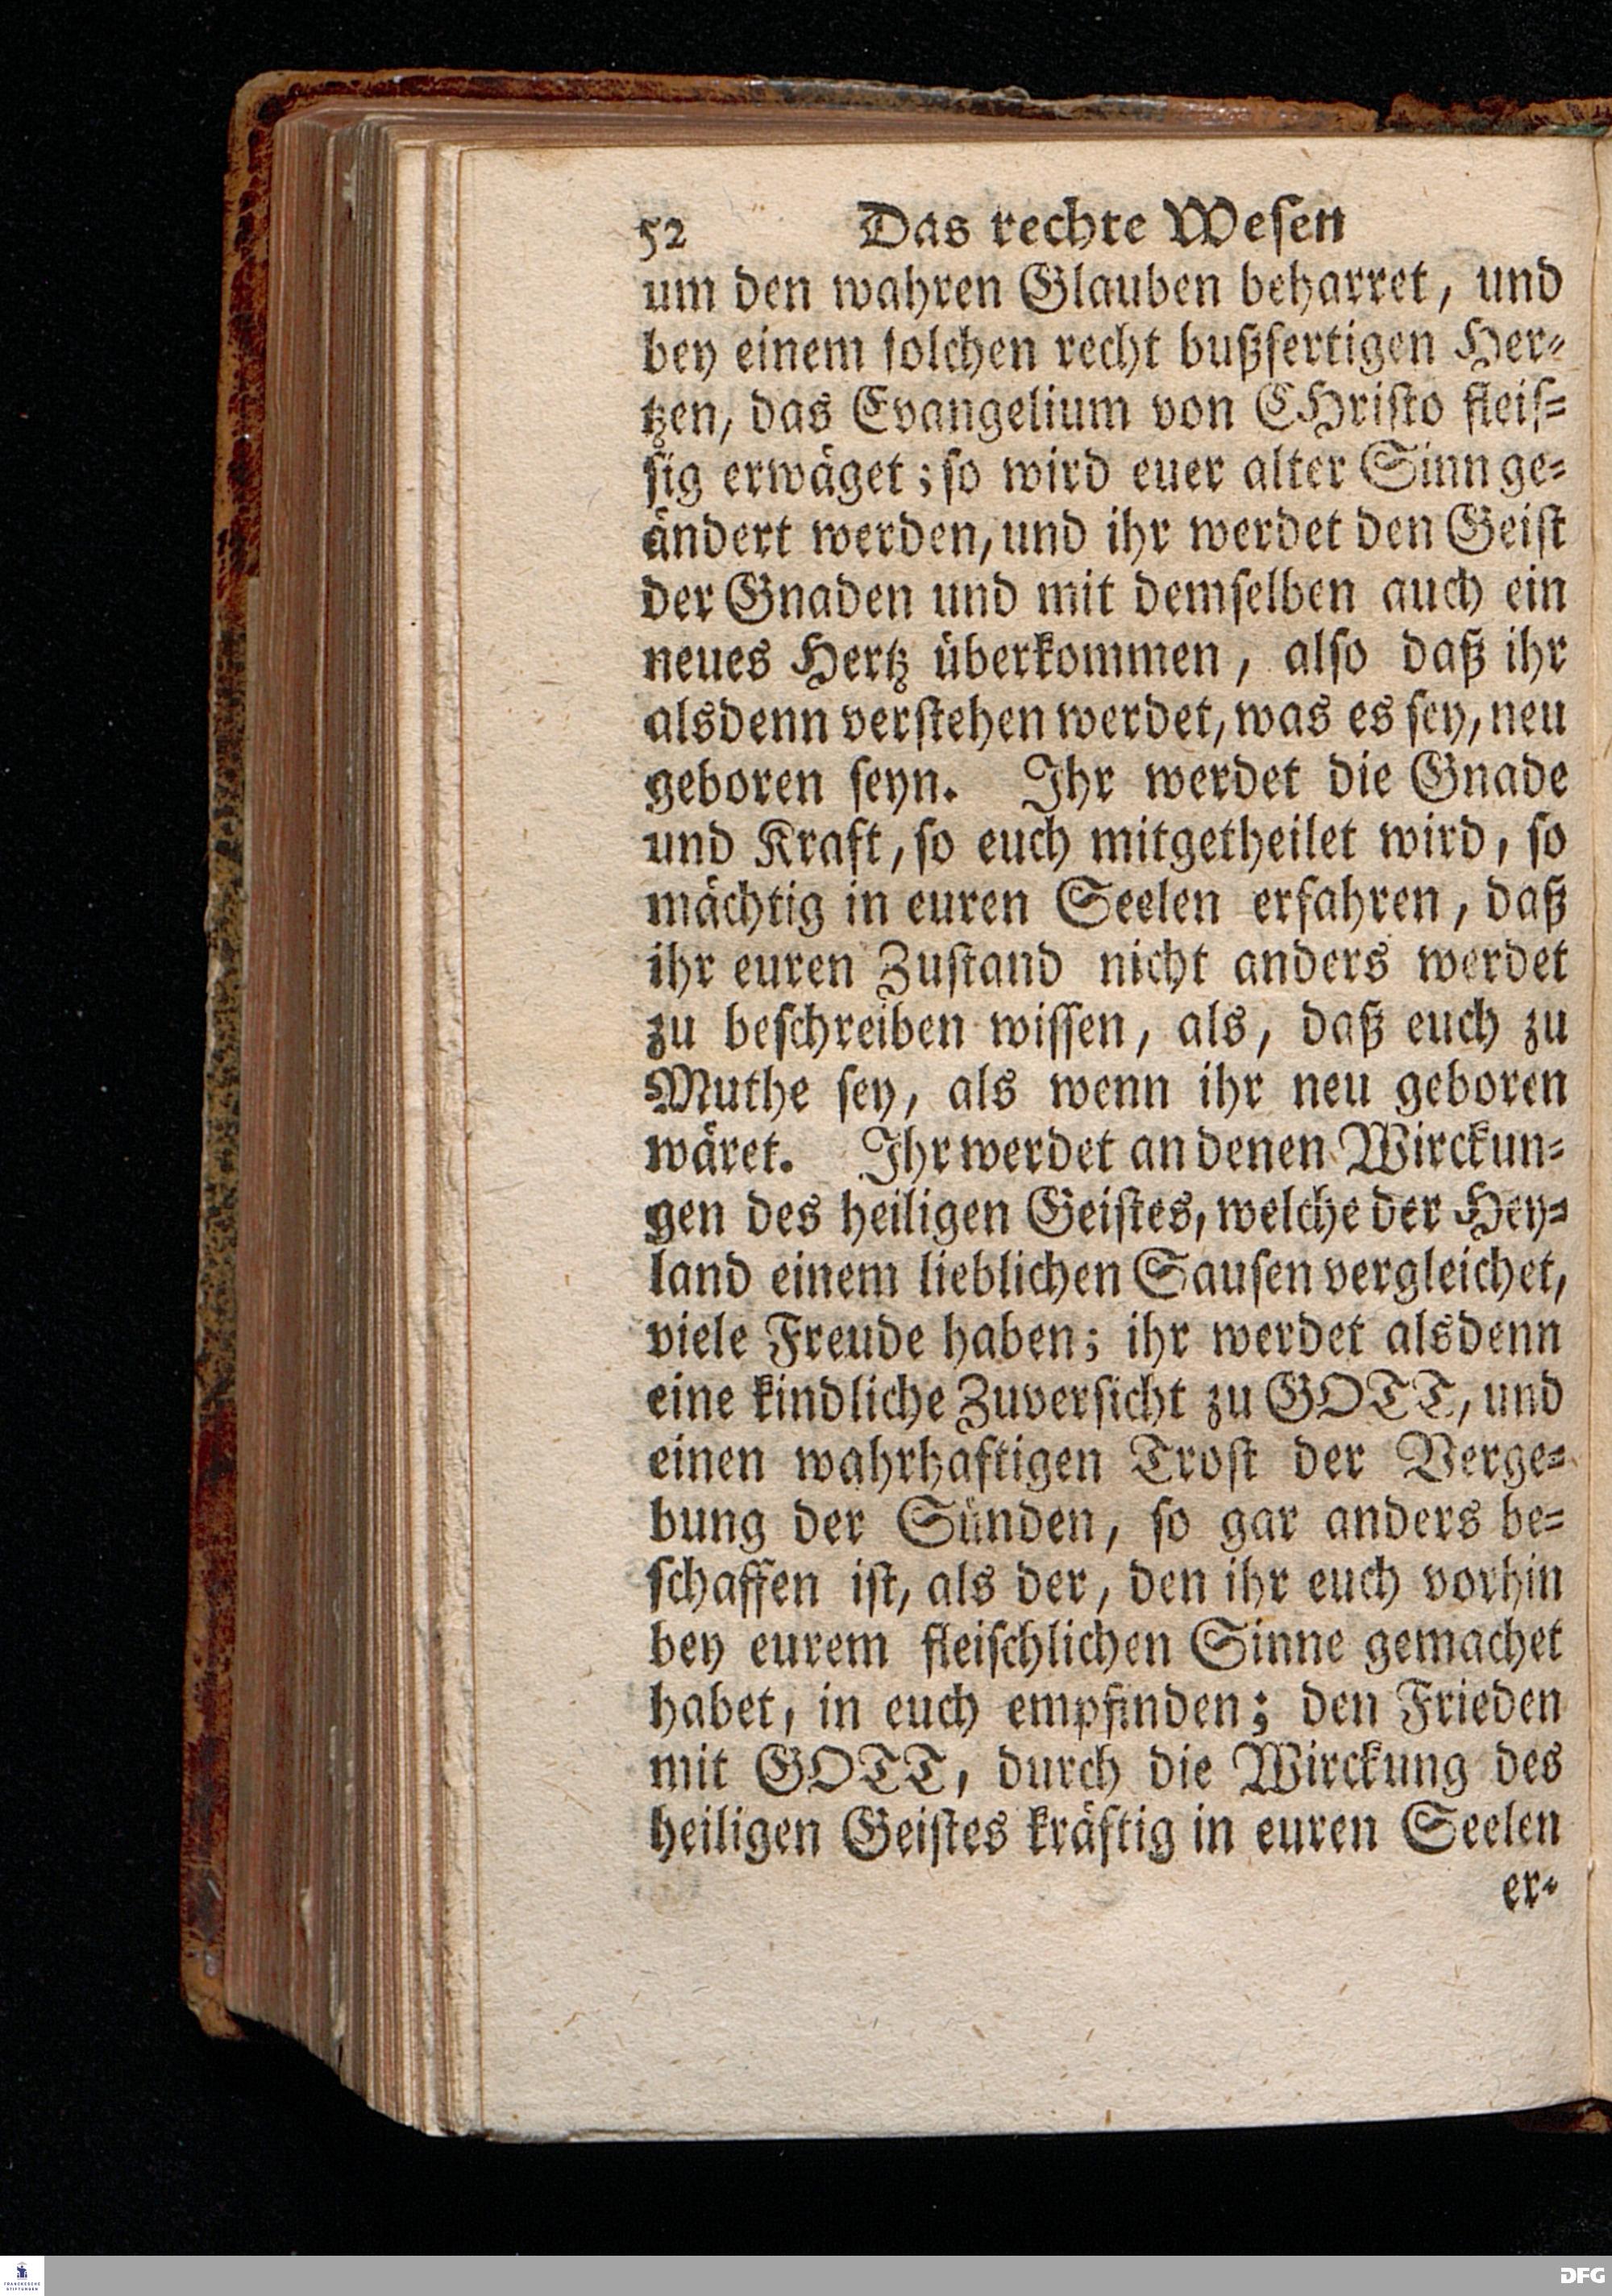 52 Das rechte Wesen
um den wahren Glauben beharret, und
bey einem solchen recht bußfertigen Her-
tzen, das Evangelium von CHristo fleis-
sig erwäget; so wird euer alter Sinn ge-
ändert werden, und ihr werdet den Geist
der Gnaden und mit demselben auch ein
neues Hertz überkommen, also daß ihr
alsdenn verstehen werdet, was es sey, neu
geboren seyn. Ihr werdet die Gnade
und Kraft, so euch mitgetheilet wird, so
mächtig in euren Seelen erfahren, daß
ihr euren Zustand nicht anders werdet
zu beschreiben wissen, als, daß euch zu
Muthe sey, als wenn ihr neu geboren
wäret. Ihr werdet an denen Wirckun-
gen des heiligen Geistes, welche der Hey-
land einem lieblichen Sausen vergleichet,
viele Freude haben; ihr werdet alsdenn
eine kindliche Zuversicht zu GOTT, und
einen wahrhaftigen Trost der Verge-
bung der Sünden, so gar anders be-
schaffen ist, als der, den ihr euch vorhin
bey eurem fleischlichen Sinne gemachet
habet, in euch empfinden; den Frieden
mit GOTT, durch die Wirckung des
heiligen Geistes kräftig in euren Seelen
er-
FRANCKESCHE
STIFTUNGEN
DFG